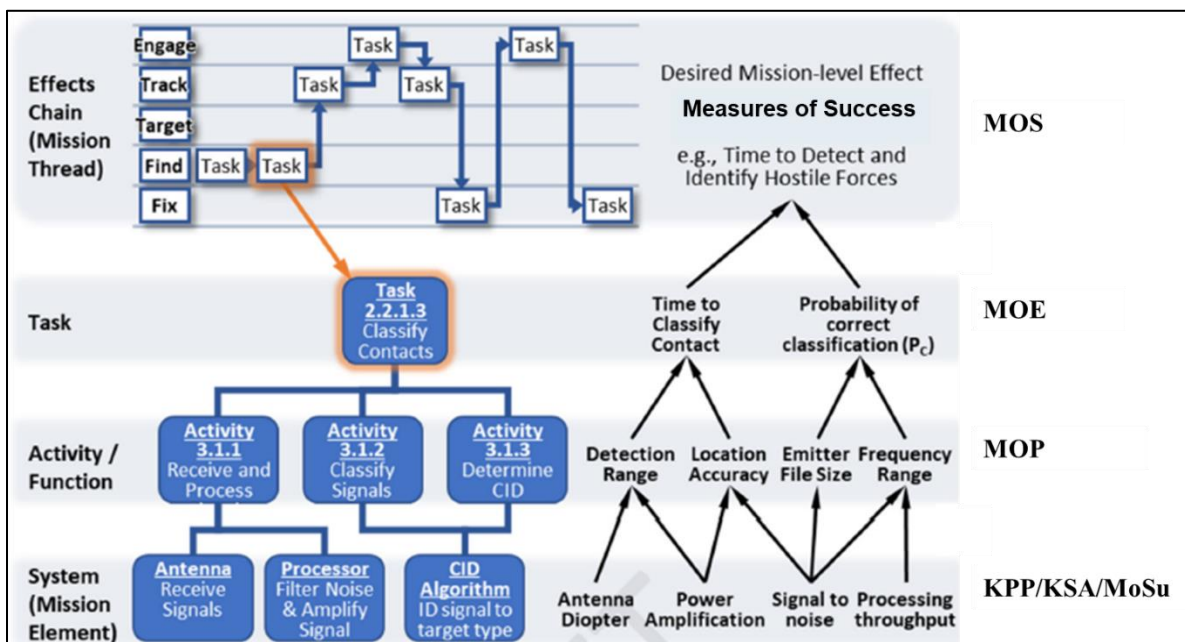 Effects
Chain
(Mission
Thread)
Engage
Track
Target
Find
Fix
Task
Task
Task
Task
Task
Task
Task
Task
Desired Mission-level Effect
Measures of Success
e.g., Time to Detect and
Identify Hostile Forces
MOS
Task
Task
2.2.1.3
Classify
Contacts
Time to
Classify
Contact
Probability of
correct
classification (PC)
MOE
Activity /
Function
Activity
3.1.1
Receive and
Process
Activity
3.1.2
Classify
Signals
Activity
3.1.3
Determine
CID
Detection
Range
Location
Accuracy
Emitter
File Size
Frequency
Range
MOP
System
(Mission
Element)
Antenna
Receive
Signals
Processor
Filter Noise
& Amplify
Signal
CID
Algorithm
ID signal to
target type
Antenna
Diopter
Power
Amplification
Signal to
noise
Processing
throughput
KPP/KSA/MoSu